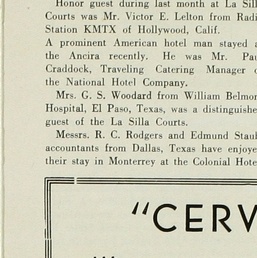 Honor guest during last month at La Sill
Courts was Mr. Victor E. Lelton from Radi
Station KMTX of Hollywood, Calif.
A prominent American hotel man stayed a
the Ancira recently. He was Mr. Pau
Craddock, Traveling Catering Manager o
the National Hotel Company.
Mrs. G. S. Woodard from William Belmon
Hospital, El Paso, Texas, was a distinguishe
guest of the La Silla Courts.
Messrs. R. C. Rodgers and Edmund Staub
accountants from Dallas, Texas have enjoye
their stay in Monterrey at the Colonial Hote
"CERV